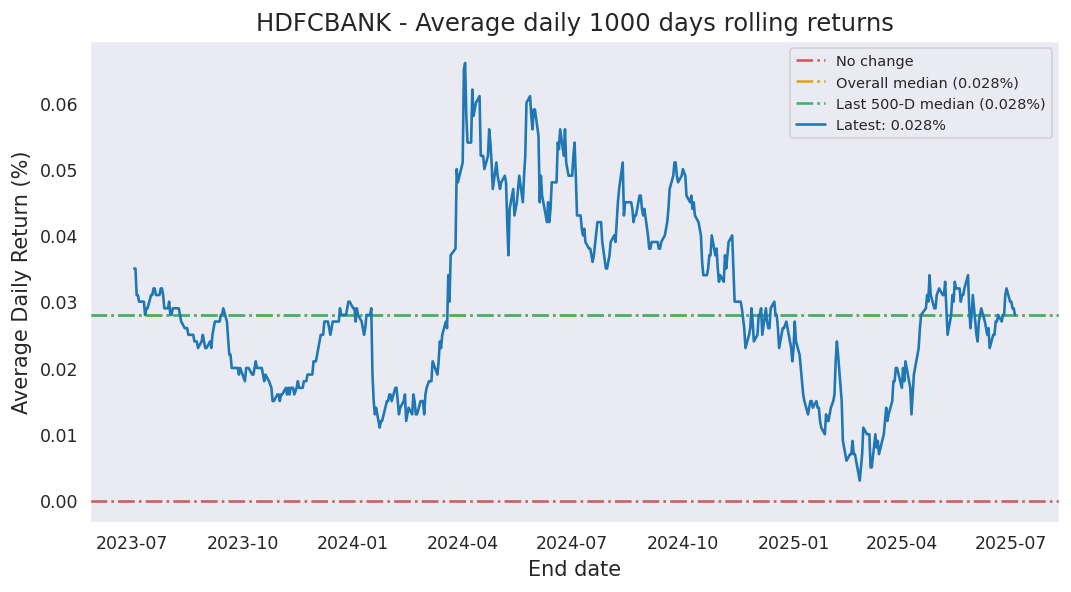 HDFCBANK - Average daily 1000 days rolling returns
No change
Overall median (0.028%)
Last 500-D median (0.028%)
Latest: 0.028%
Average Daily Return (%)
0.06
0.05
0.04
0.03
0.02
0.01
0.00
2023-07 2023-10 2024-01 2024-04 2024-07 2024-10 2025-01 2025-04 2025-07
End date